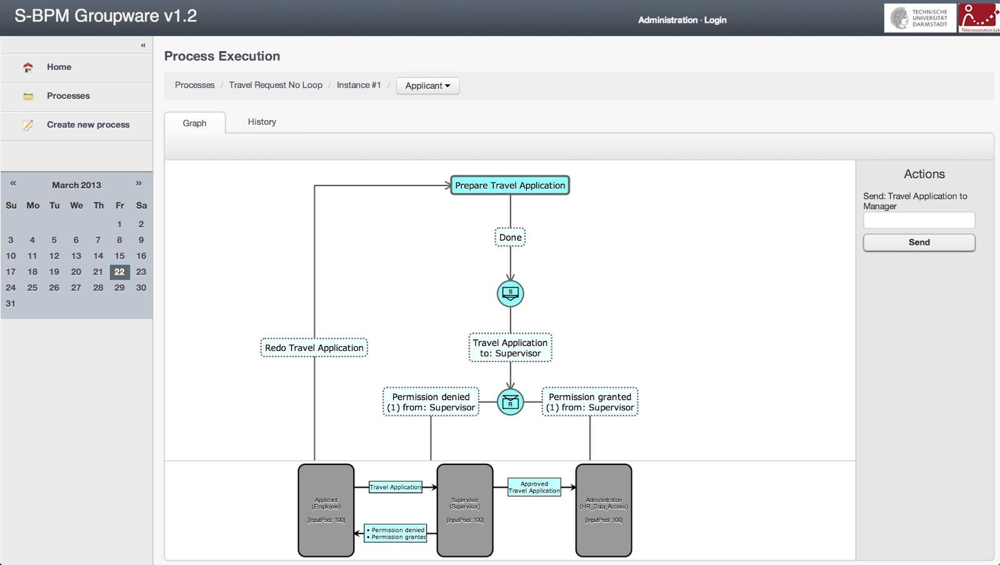 S-BPM Groupware v1.2
Administration · Login
TECHNISCHE
UNIVERSITÄT
DARMSTADT
Telecooperation Lab
«
Home
Processes
Create new process
« March 2013 »
Su Mo Tu We Th Fr Sa
1 2
3 4 5 6 7 8 9
10 11 12 13 14 15 16
17 18 19 20 21 22 23
24 25 26 27 28 29 30
31
Process Execution
Processes / Travel Request No Loop / Instance #1 / Applicant
Graph
History
Prepare Travel Application
Done
S
Redo Travel Application
Travel Application
to: Supervisor
Permission denied
(1) from: Supervisor
R
Permission granted
(1) from: Supervisor
Applicant
(Employee)
[InputPool: 100]
Travel Application
• Permission denied
• Permission granted
Supervisor
(Supervisor)
[InputPool: 100]
Approved
Travel Application
Administration
(HR_Data_Access)
[InputPool: 100]
Actions
Send: Travel Application to
Manager
Send